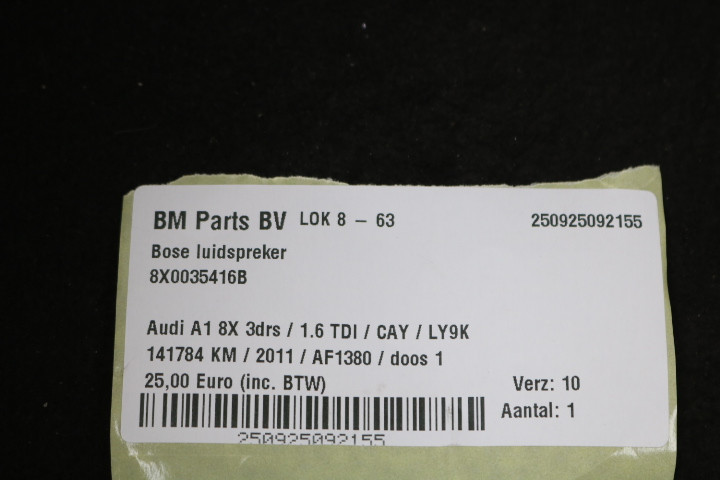 BM Parts BV LOK 8 - 63 250925092155
Bose luidspreker
8X0035416B
Audi A1 8X 3drs / 1.6 TDI / CAY / LY9K
141784 KM / 2011 / AF1380 / doos 1
25,00 Euro (inc. BTW) Verz: 10
Aantal: 1
250925092155